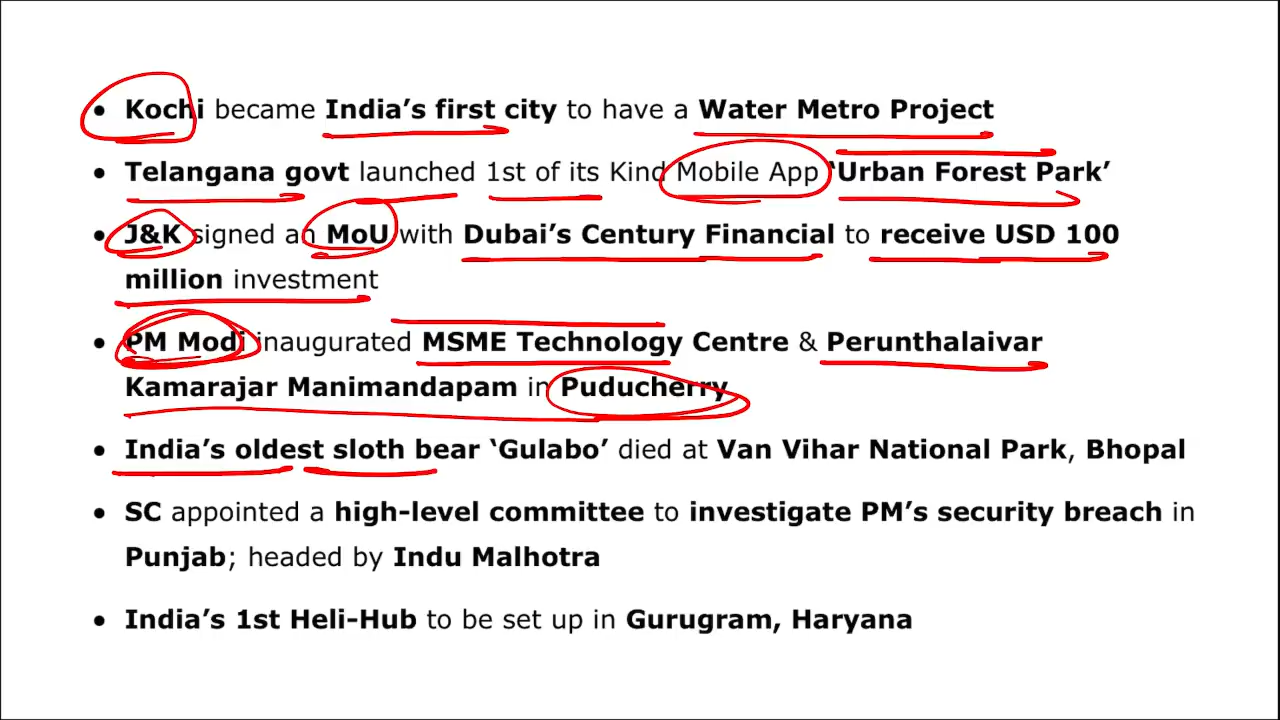 • Kochi became India’s first city to have a Water Metro Project
• Telangana govt launched 1st of its Kind Mobile App ‘Urban Forest Park’
• J&K signed an MoU with Dubai’s Century Financial to receive USD 100
million investment
• PM Modi inaugurated MSME Technology Centre & Perunthalaivar
Kamarajar Manimandapam in Puducherry
• India’s oldest sloth bear ‘Gulabo’ died at Van Vihar National Park, Bhopal
• SC appointed a high-level committee to investigate PM’s security breach in
Punjab; headed by Indu Malhotra
• India’s 1st Heli-Hub to be set up in Gurugram, Haryana